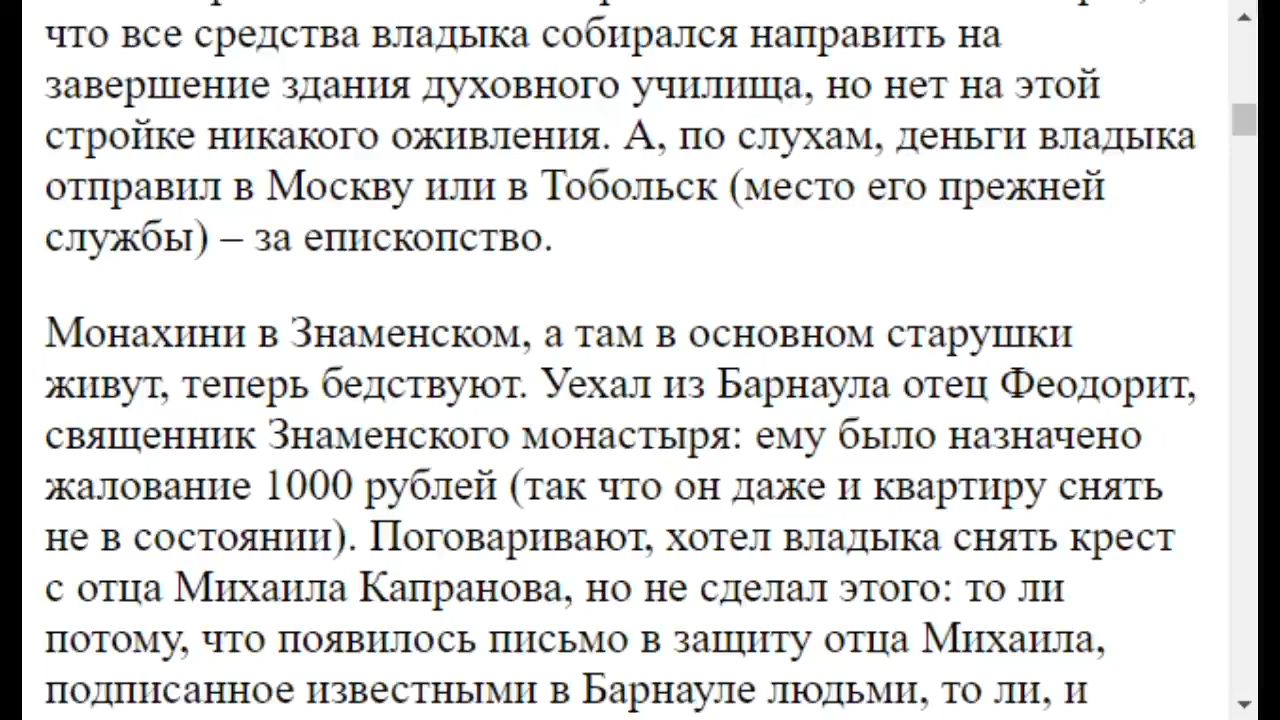 что все средства владыка собирался направить на
завершение здания духовного училища, но нет на этой
стройке никакого оживления. А, по слухам, деньги владыка
отправил в Москву или в Тобольск (место его прежней
службы) – за епископство.
Монахини в Знаменском, а там в основном старушки
живут, теперь бедствуют. Уехал из Барнаула отец Феодорит,
священник Знаменского монастыря: ему было назначено
жалование 1000 рублей (так что он даже и квартиру снять
не в состоянии). Поговаривают, хотел владыка снять крест
с отца Михаила Капранова, но не сделал этого: то ли
потому, что появилось письмо в защиту отца Михаила,
подписанное известными в Барнауле людьми, то ли, и